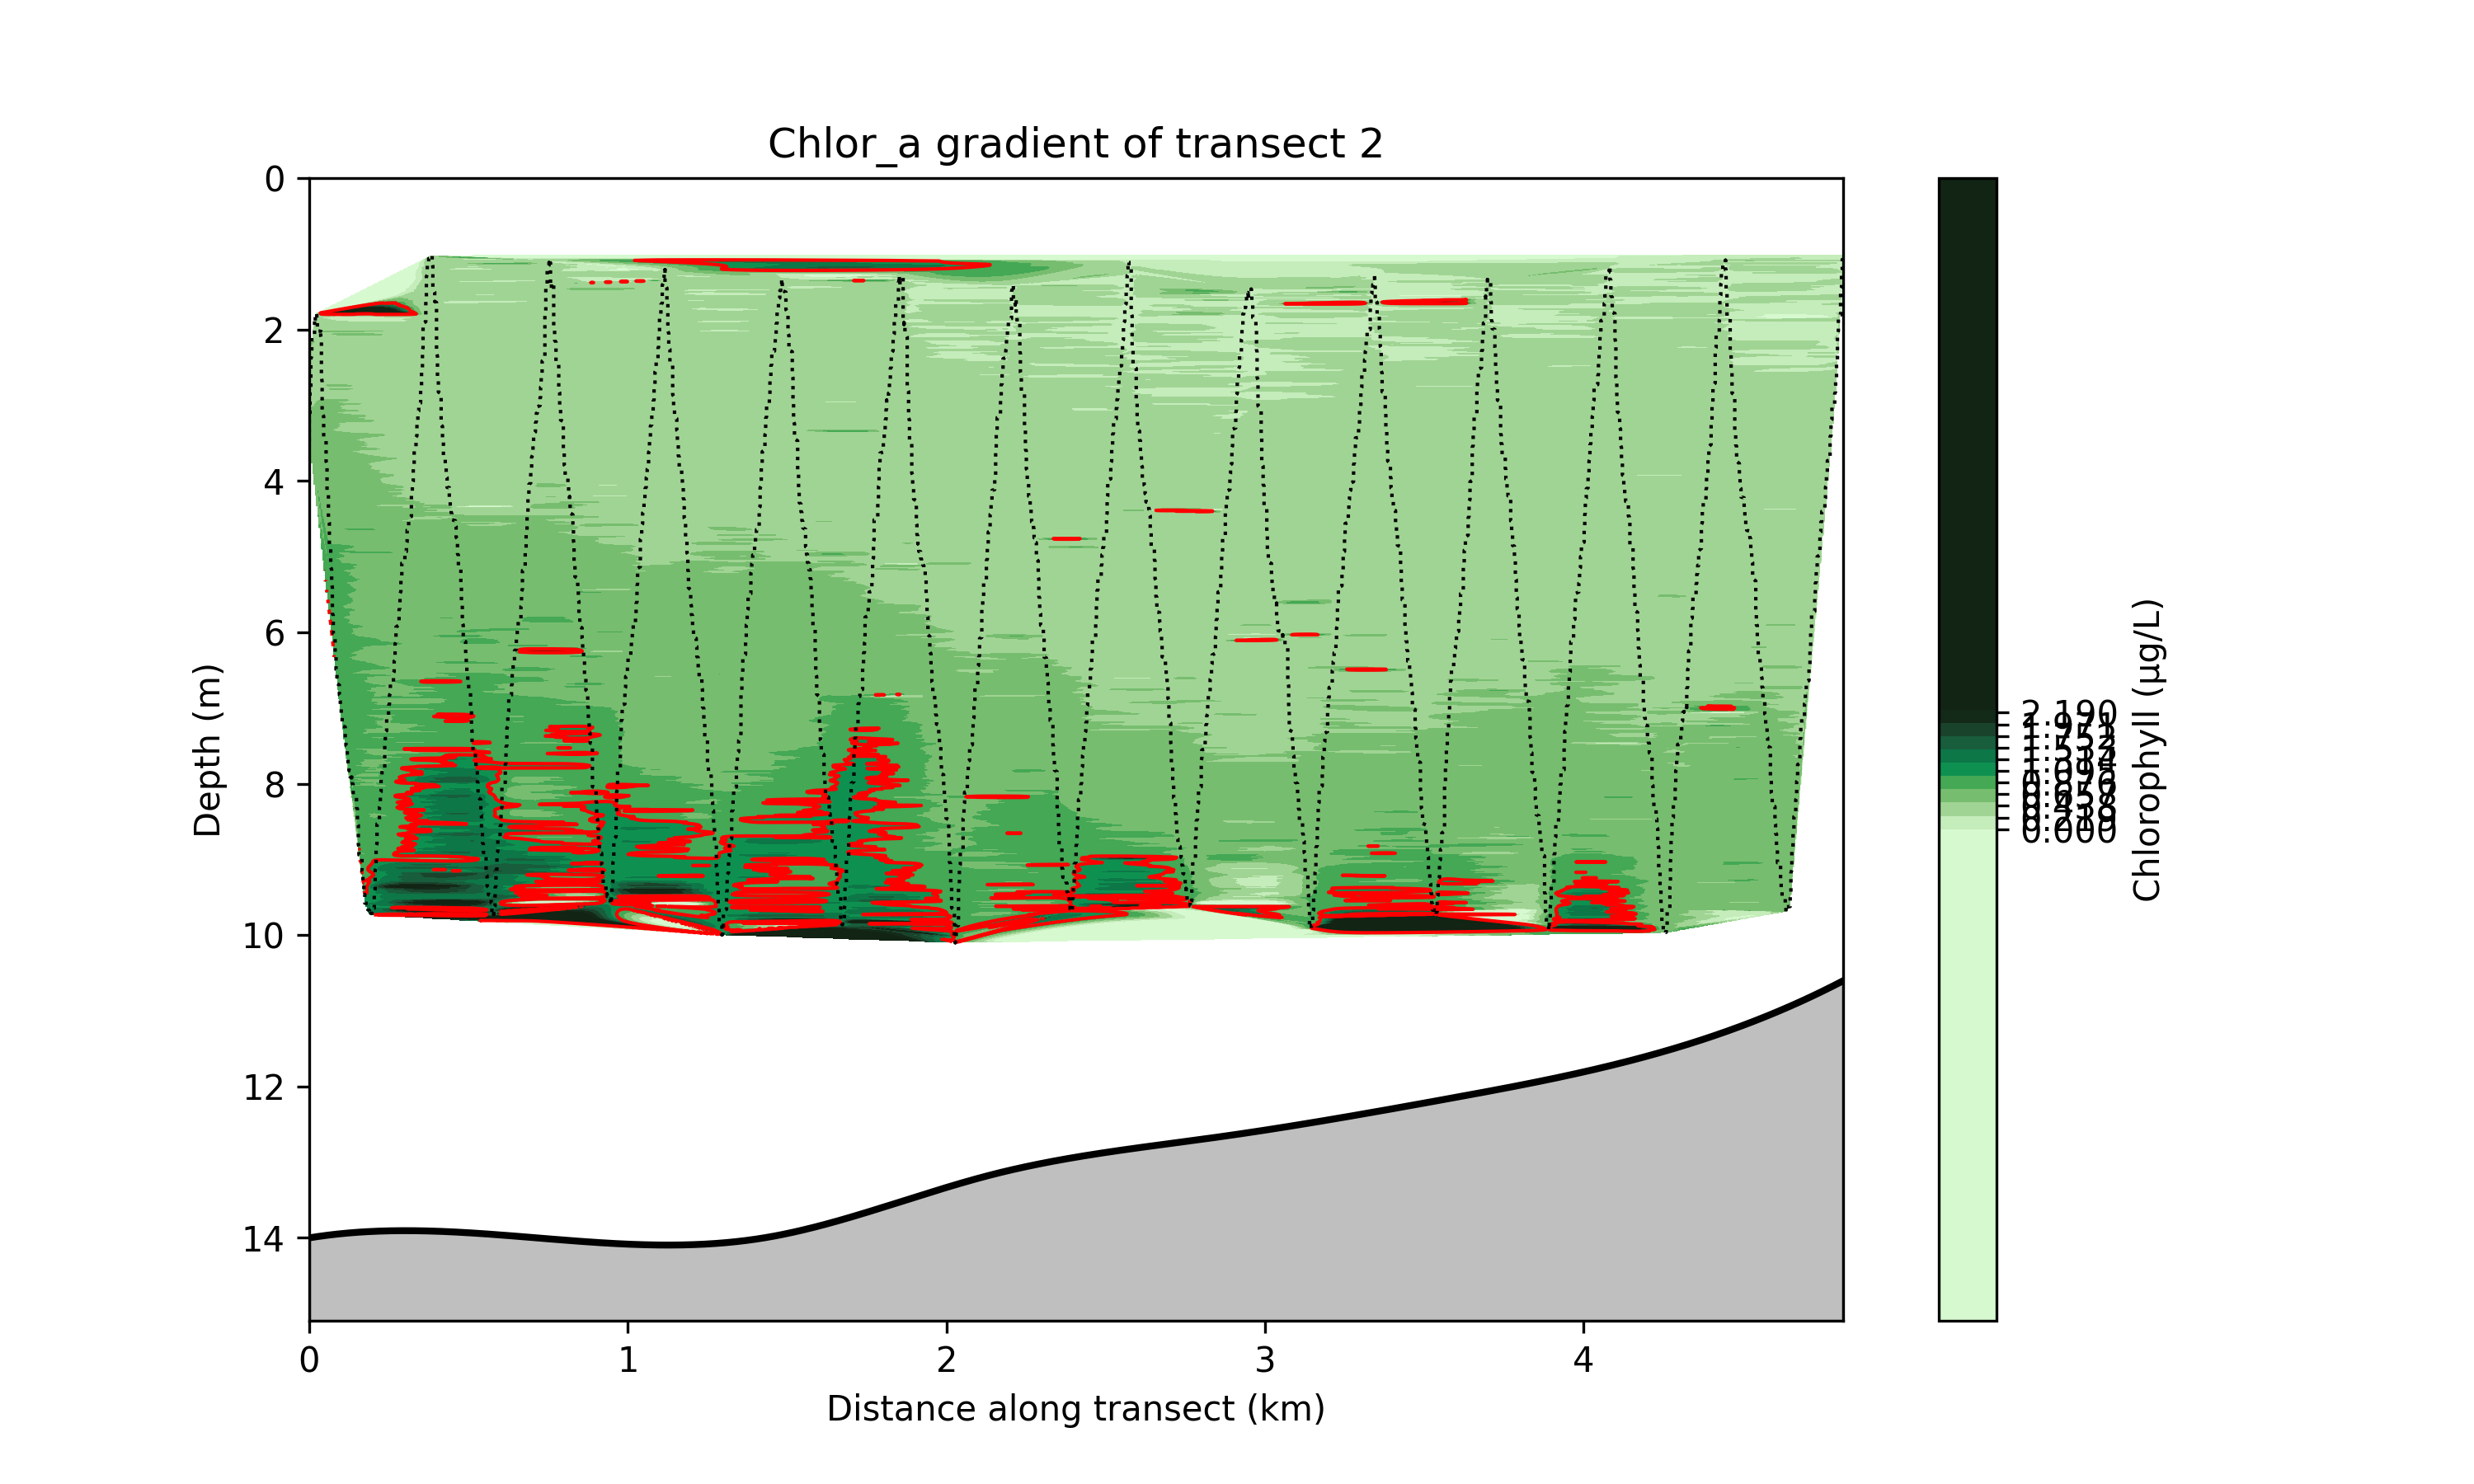 Chlor_a gradient of transect 2
0
2
4
6
8
10
12
14
Depth (m)
0 1 2 3 4
Distance along transect (km)
2.190
0.000
Chlorophyll (µg/L)